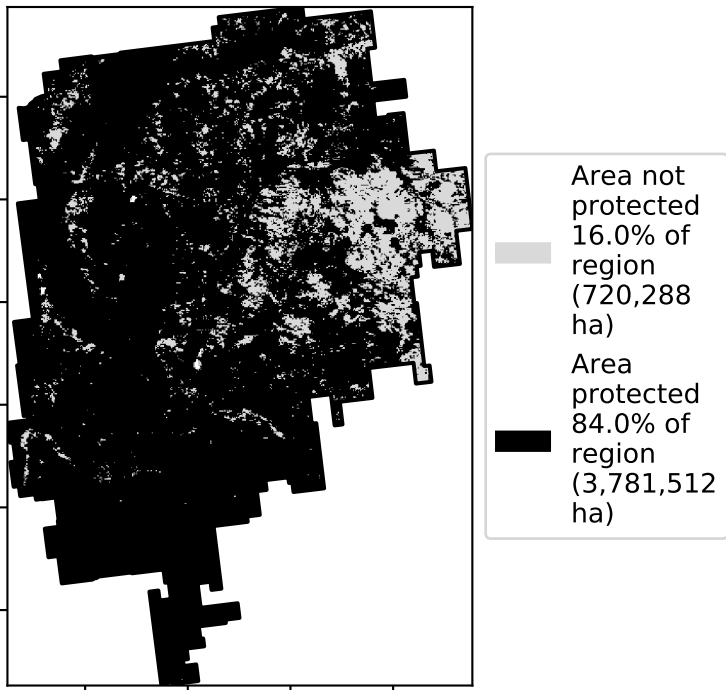 Area not
protected
16.0% of
region
(720,288
ha)
Area
protected
84.0% of
region
(3,781,512
ha)